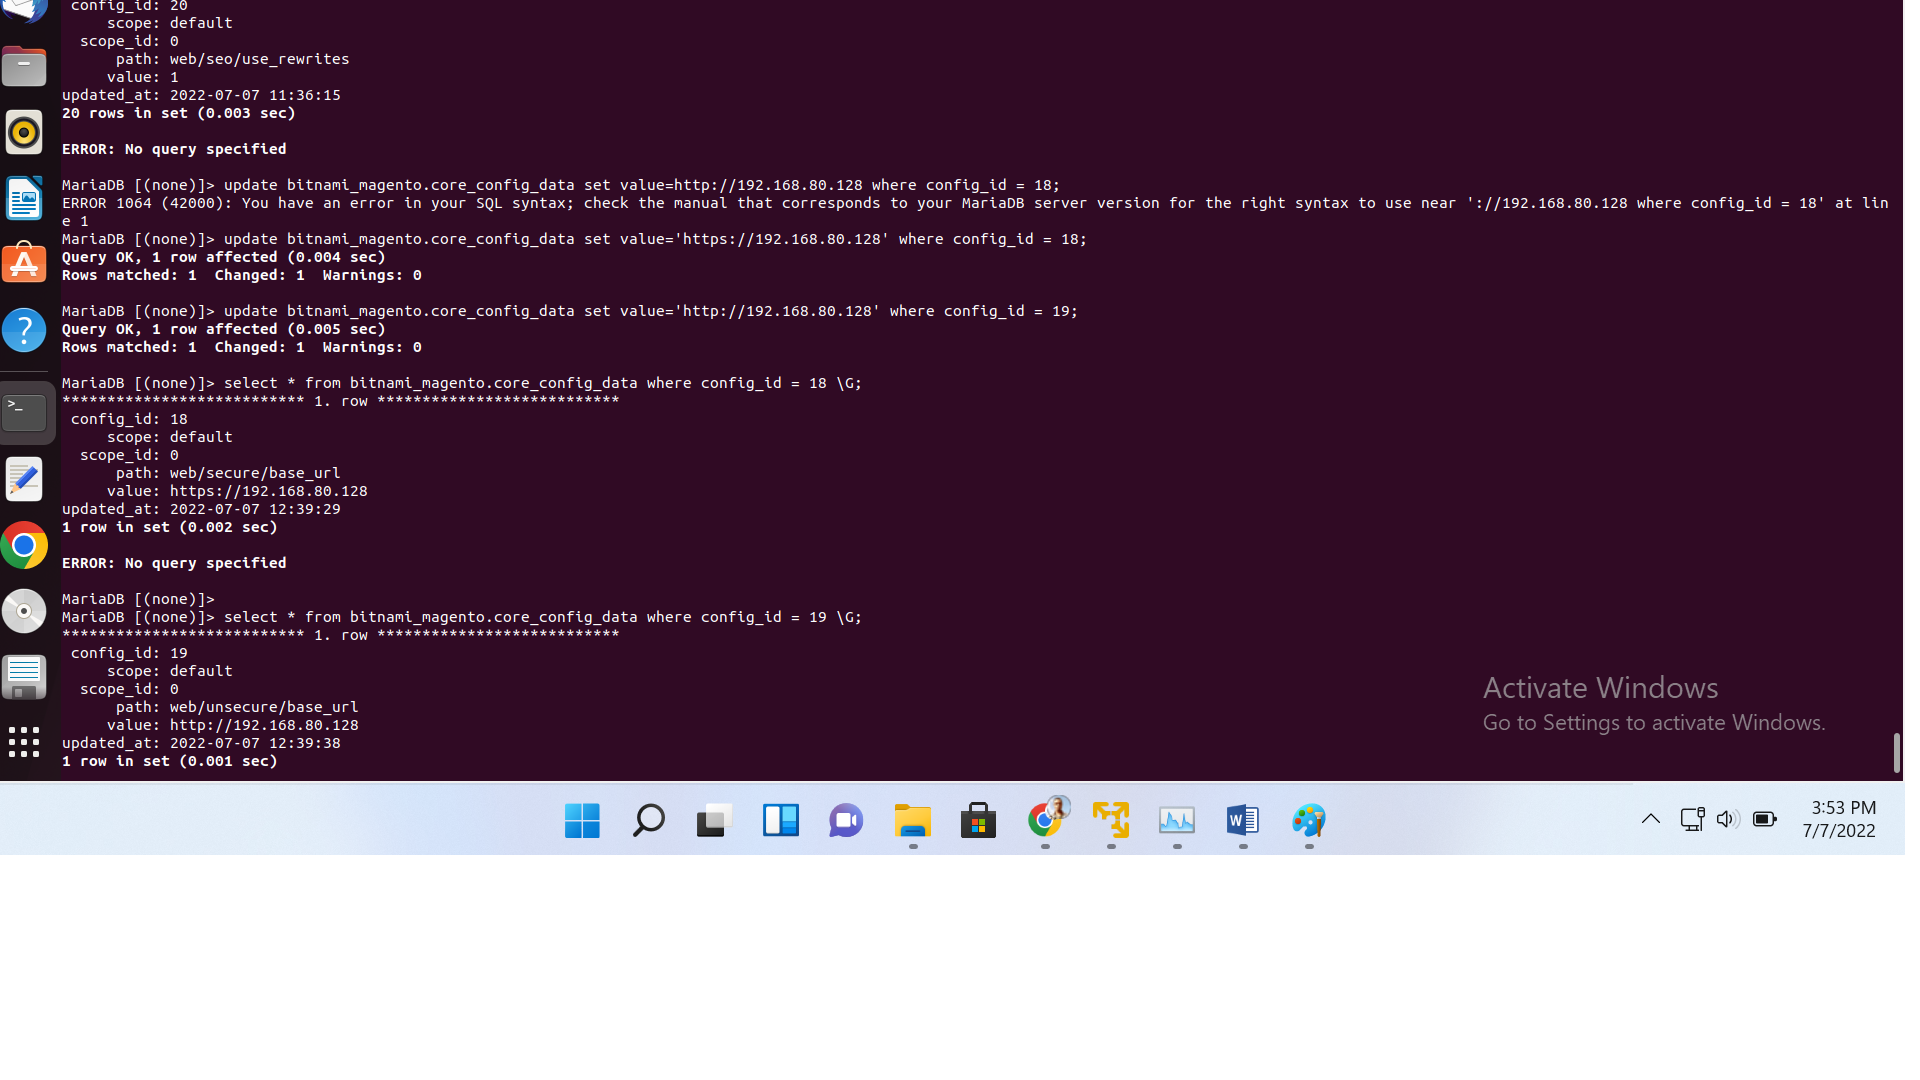 config_id: 20
scope: default
scope_id: 0
path: web/seo/use_rewrites
value: 1
updated_at: 2022-07-07 11:36:15
20 rows in set (0.003 sec)
ERROR: No query specified
MariaDB [(none)]> update bitnami_magento.core_config_data set value=http://192.168.80.128 where config_id = 18;
ERROR 1064 (42000): You have an error in your SQL syntax; check the manual that corresponds to your MariaDB server version for the right syntax to use near '://192.168.80.128 where config_id = 18' at lin
e 1
MariaDB [(none)]> update bitnami_magento.core_config_data set value='https://192.168.80.128' where config_id = 18;
Query OK, 1 row affected (0.004 sec)
Rows matched: 1  Changed: 1  Warnings: 0
MariaDB [(none)]> update bitnami_magento.core_config_data set value='http://192.168.80.128' where config_id = 19;
Query OK, 1 row affected (0.005 sec)
Rows matched: 1  Changed: 1  Warnings: 0
MariaDB [(none)]> select * from bitnami_magento.core_config_data where config_id = 18 \G;
*************************** 1. row ***************************
config_id: 18
scope: default
scope_id: 0
path: web/secure/base_url
value: https://192.168.80.128
updated_at: 2022-07-07 12:39:29
1 row in set (0.002 sec)
ERROR: No query specified
MariaDB [(none)]>
MariaDB [(none)]> select * from bitnami_magento.core_config_data where config_id = 19 \G;
*************************** 1. row ***************************
config_id: 19
scope: default
scope_id: 0
path: web/unsecure/base_url
value: http://192.168.80.128
updated_at: 2022-07-07 12:39:38
1 row in set (0.001 sec)
Activate Windows
Go to Settings to activate Windows.
3:53 PM
7/7/2022